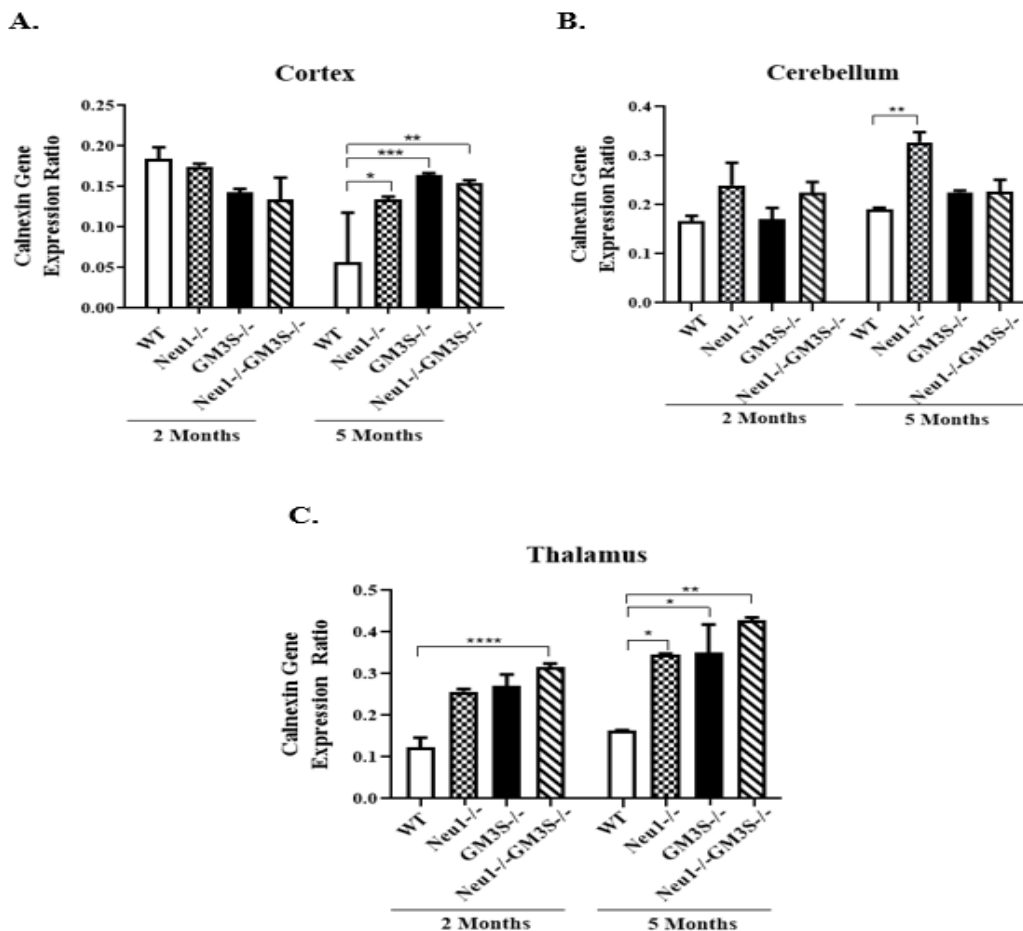 A.
Cortex
Calnexin Gene
Expression Ratio
0.25
0.20
0.15
0.10
0.05
0.00
**
***
*
WT
Neu1-/-
GM3S-/-
Neu1-/-GM3S-/-
WT
Neu1-/-
GM3S-/-
Neu1-/-GM3S-/-
2 Months
5 Months
B.
Cerebellum
Calnexin Gene
Expression Ratio
0.4
0.3
0.2
0.1
0.0
**
WT
Neu1-/-
GM3S-/-
Neu1-/-GM3S-/-
WT
Neu1-/-
GM3S-/-
Neu1-/-GM3S-/-
2 Months
5 Months
C.
Thalamus
Calnexin Gene
Expression Ratio
0.5
0.4
0.3
0.2
0.1
0.0
****
**
*
*
WT
Neu1-/-
GM3S-/-
Neu1-/-GM3S-/-
WT
Neu1-/-
GM3S-/-
Neu1-/-GM3S-/-
2 Months
5 Months